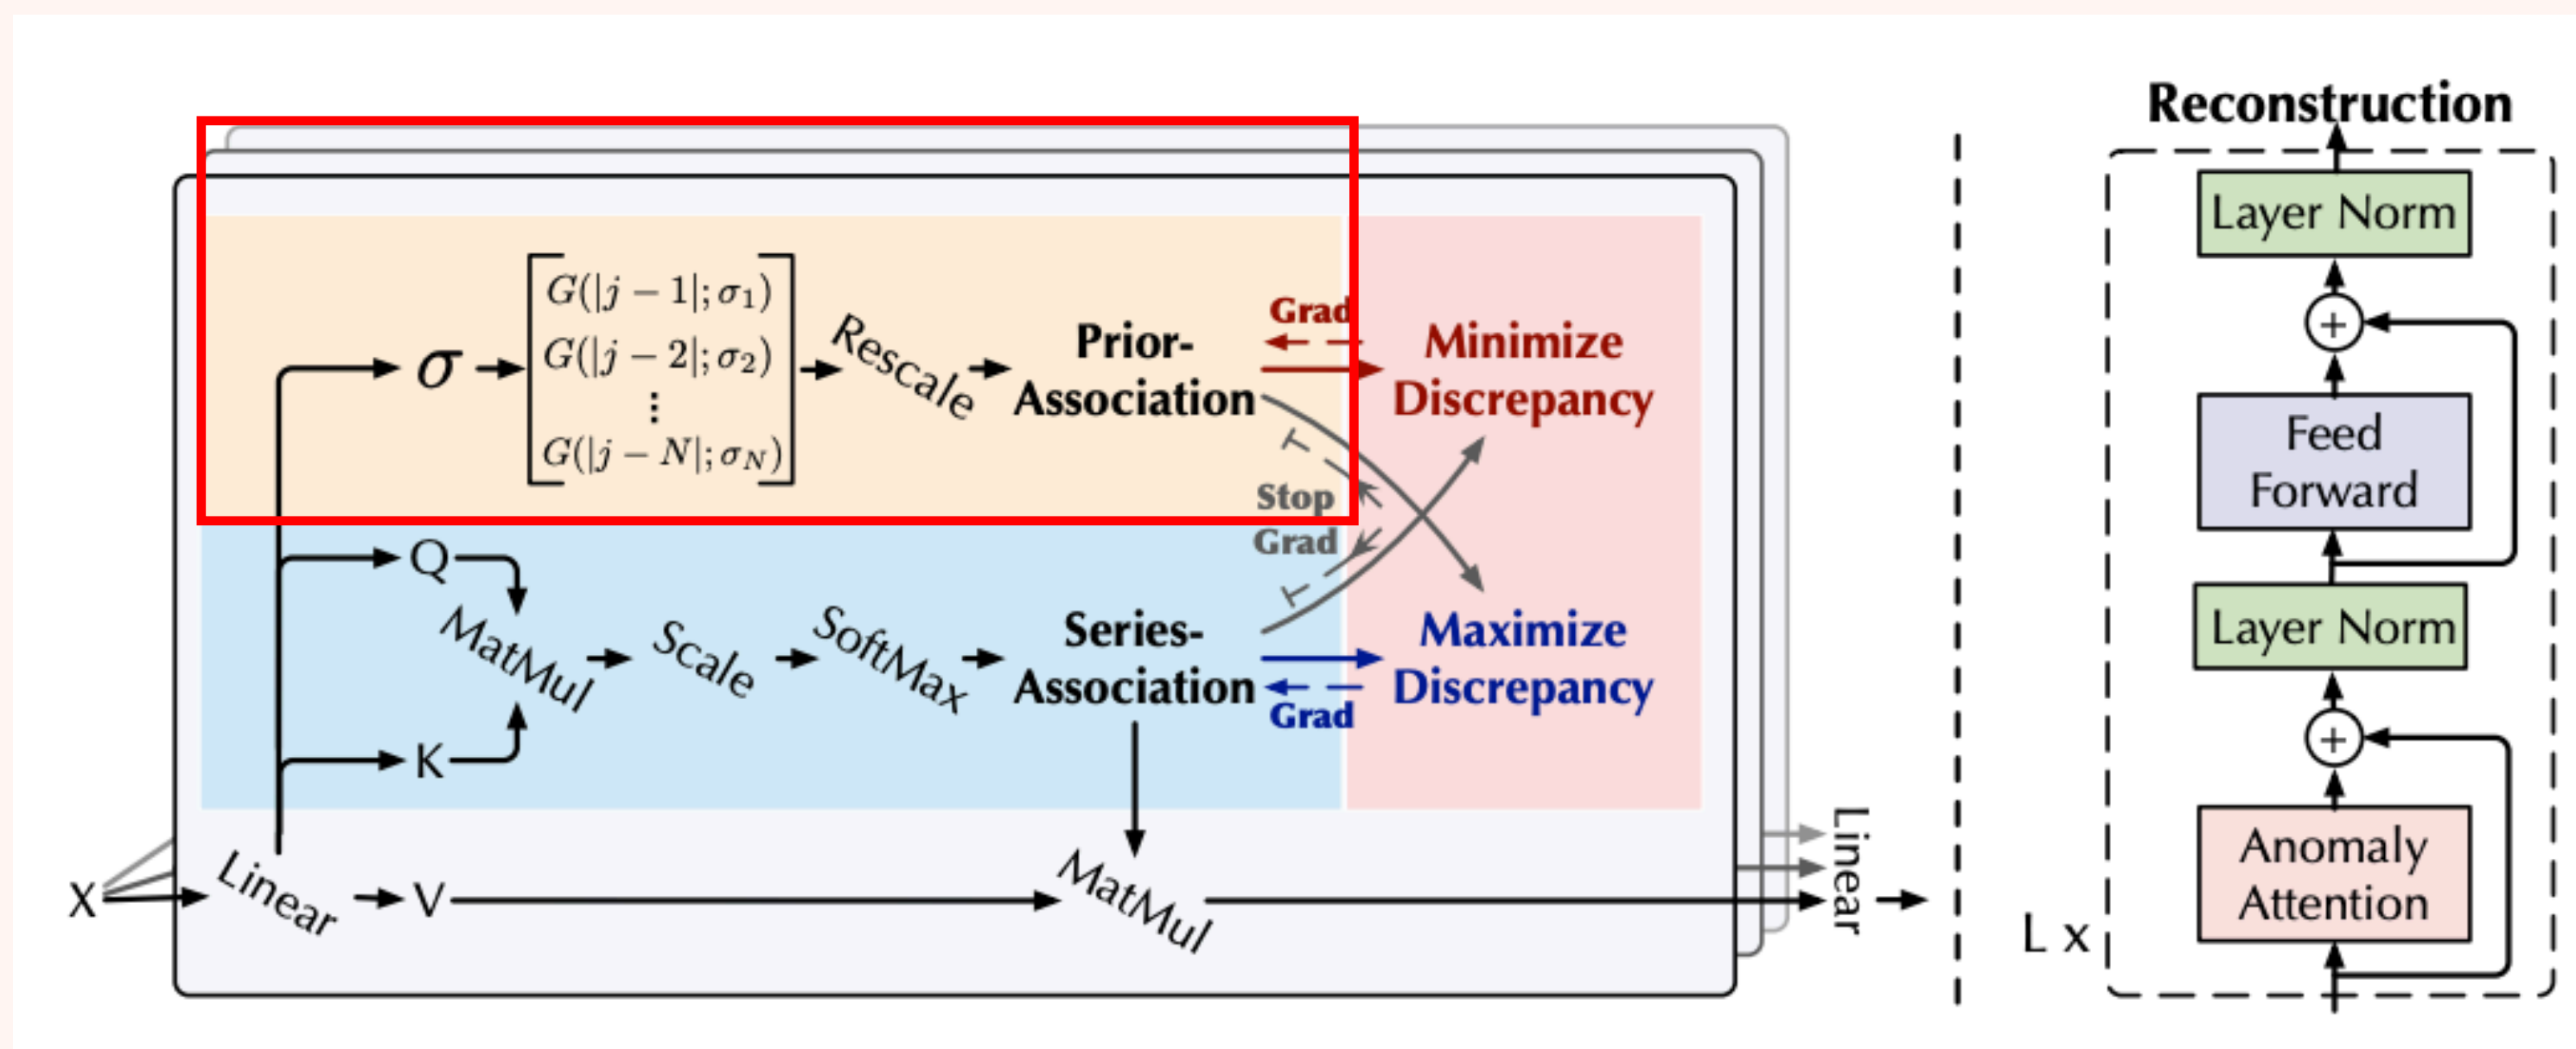 Reconstruction
Layer Norm
+
Feed
Forward
Layer Norm
+
Anomaly
Attention
L x
σ
G(|j − 1|; σ1)
G(|j − 2|; σ2)
⋮
G(|j − N|; σN)
Rescale
Prior-
Association
Grad
Minimize
Discrepancy
Stop
Grad
Q
MatMul
K
Scale
SoftMax
Series-
Association
Grad
Maximize
Discrepancy
X
Linear
V
MatMul
Linear